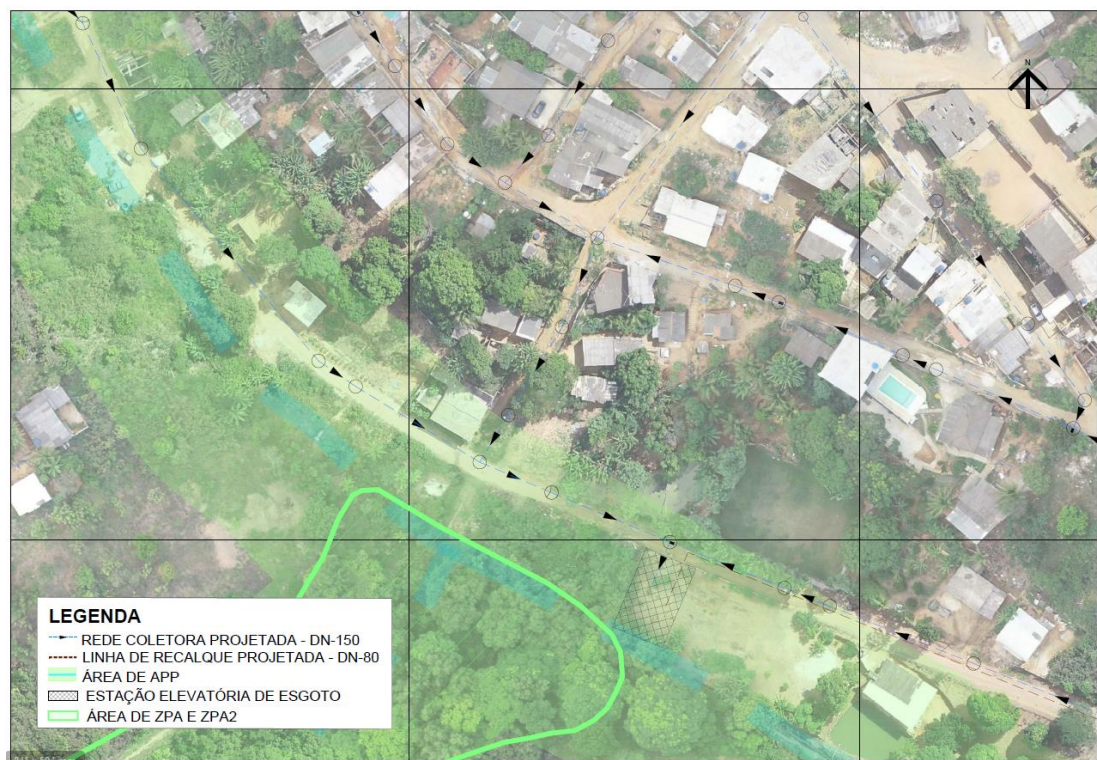 N
LEGENDA
REDE COLETORA PROJETADA - DN-150
LINHA DE RECALQUE PROJETADA - DN-80
ÁREA DE APP
ESTAÇÃO ELEVATÓRIA DE ESGOTO
ÁREA DE ZPA E ZPA2